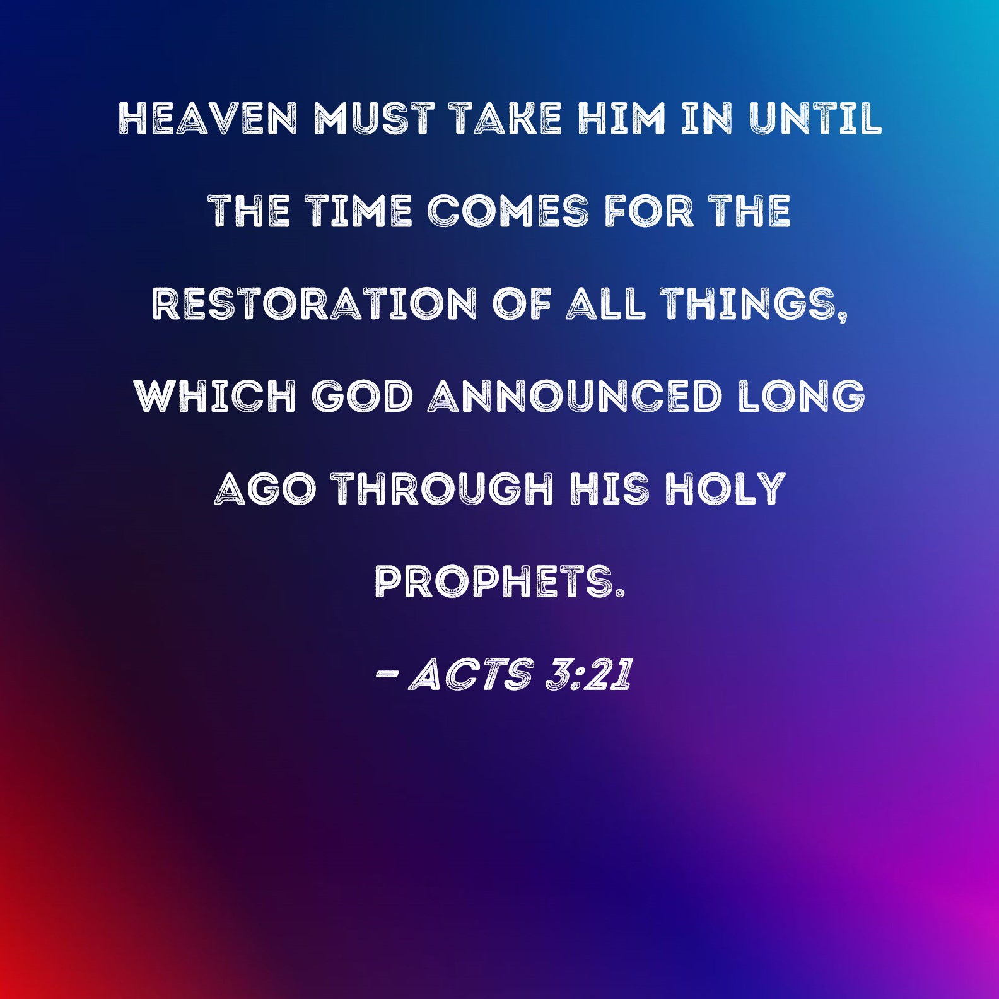 HEAVEN MUST TAKE HIM IN UNTIL
THE TIME COMES FOR THE
RESTORATION OF ALL THINGS,
WHICH GOD ANNOUNCED LONG
AGO THROUGH HIS HOLY
PROPHETS.
– ACTS 3:21